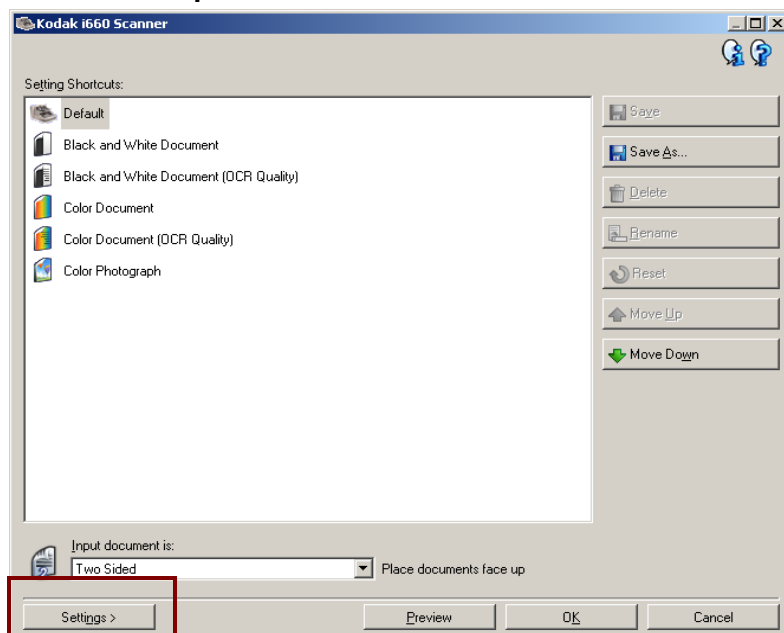 Kodak i660 Scanner
Setting Shortcuts:
Default
Black and White Document
Black and White Document (OCR Quality)
Color Document
Color Document (OCR Quality)
Color Photograph
Save
Save As...
Delete
Rename
Reset
Move Up
Move Down
Input document is:
Two Sided
Place documents face up
Settings >
Preview
OK
Cancel